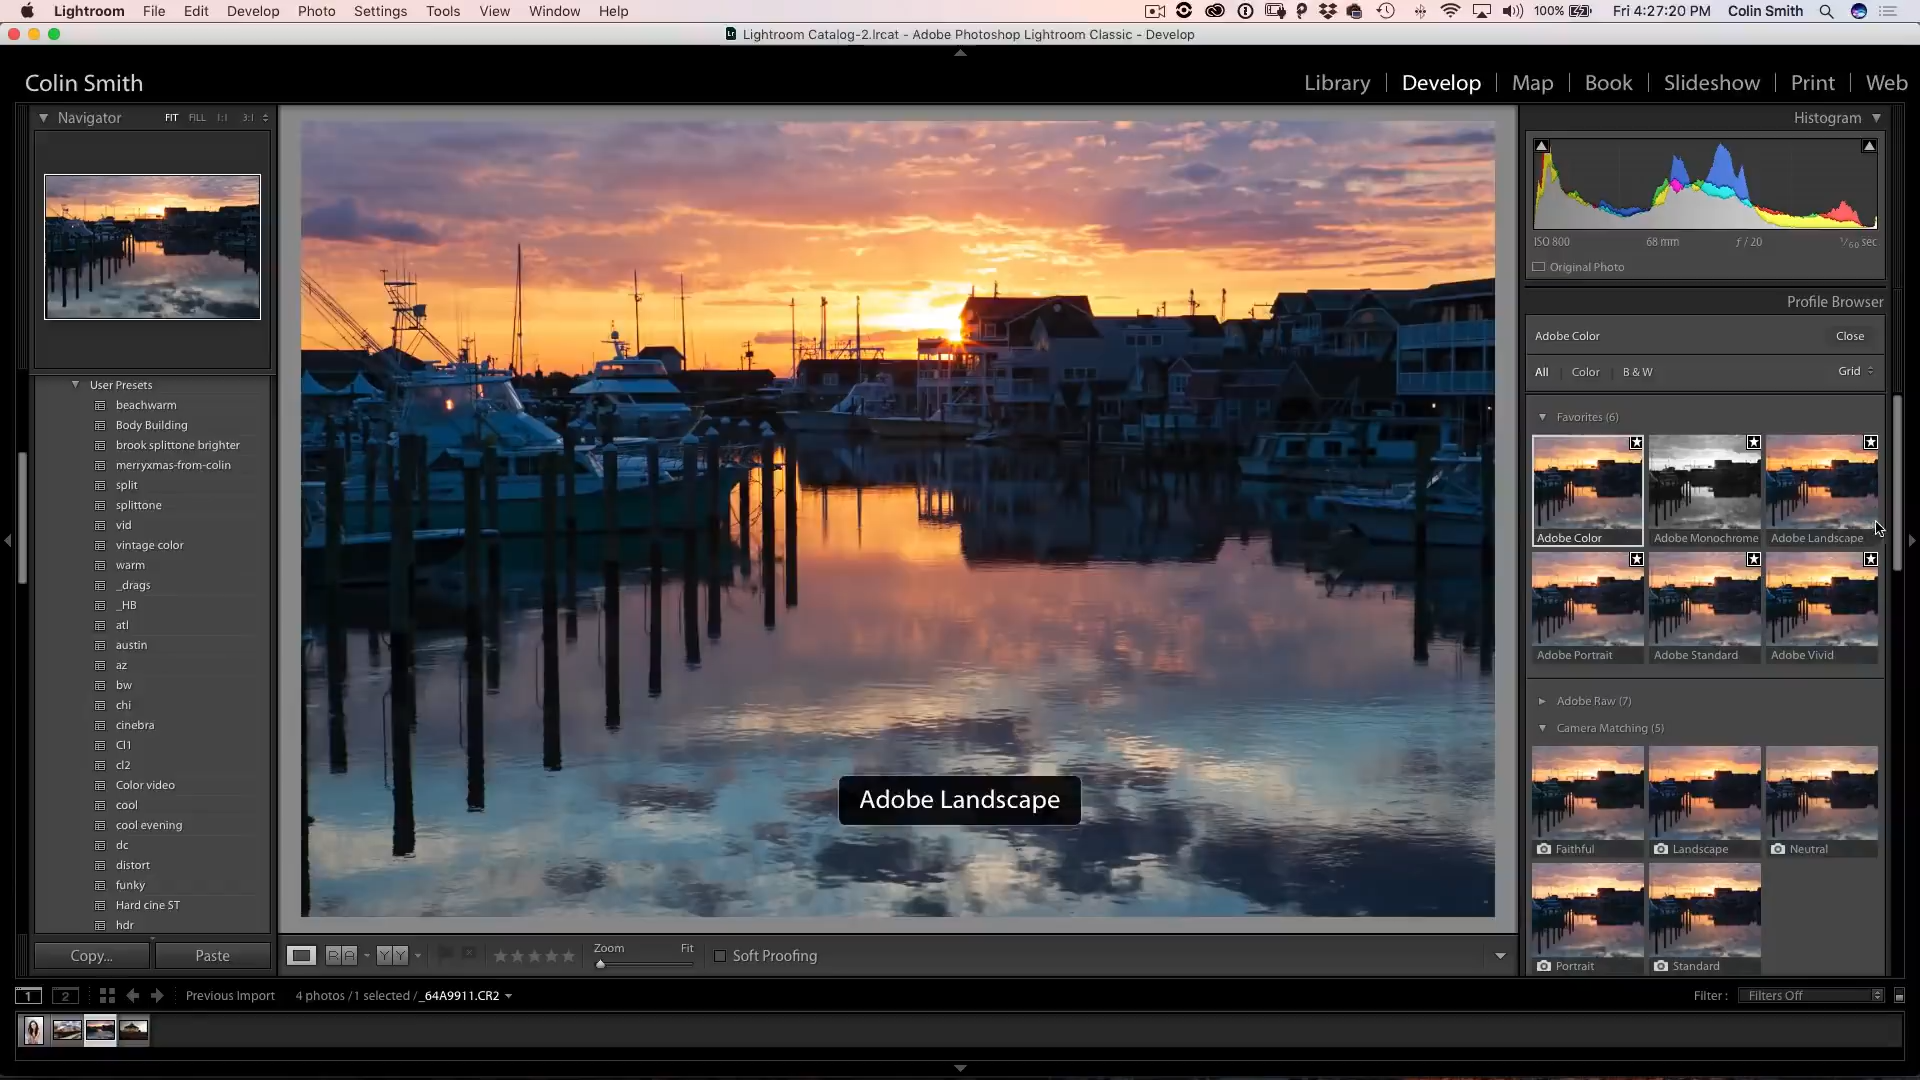 Lightroom File Edit Develop Photo Settings Tools View Window Help 100% Fri 4:27:20 PM Colin Smith
Lightroom Catalog-2.lrcat - Adobe Photoshop Lightroom Classic - Develop
Colin Smith
Library | Develop | Map | Book | Slideshow | Print | Web
Navigator FIT FILL 1:1 3:1
User Presets
beachwarm
Body Building
brook splittone brighter
merryxmas-from-colin
split
splittone
vid
vintage color
warm
_drags
_HB
atl
austin
az
bw
chi
cinebra
Cl1
cl2
Color video
cool
cool evening
dc
distort
funky
Hard cine ST
hdr
Copy... Paste
Adobe Landscape
Zoom Fit
Soft Proofing
Histogram
ISO 800 68 mm ƒ / 20 1/60 sec
Original Photo
Profile Browser
Adobe Color Close
All | Color | B & W Grid
Favorites (6)
Adobe Color Adobe Monochrome Adobe Landscape
Adobe Portrait Adobe Standard Adobe Vivid
Adobe Raw (7)
Camera Matching (5)
Faithful Landscape Neutral
Portrait Standard
1 2 Previous Import 4 photos / 1 selected / _64A9911.CR2 Filter : Filters Off